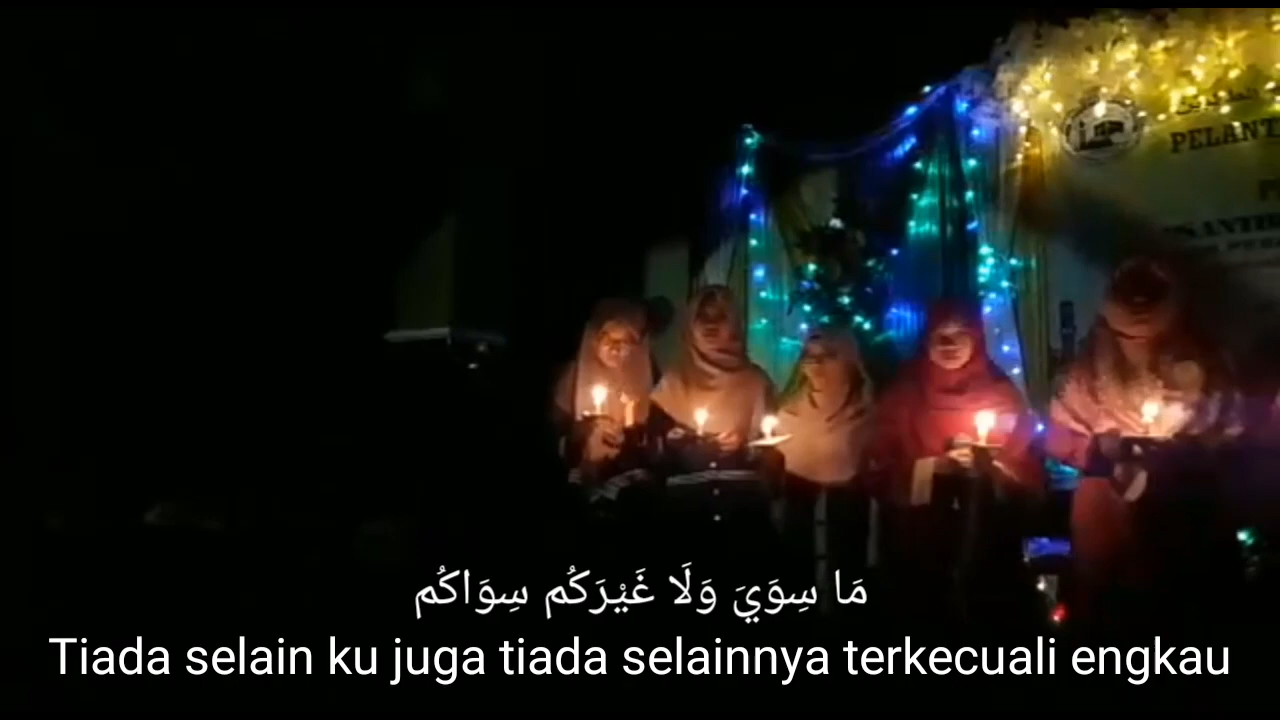 PELANT
مَا سِوَيَ وَلَا غَيْرَكُم سِوَاكُم
Tiada selain ku juga tiada selainnya terkecuali engkau